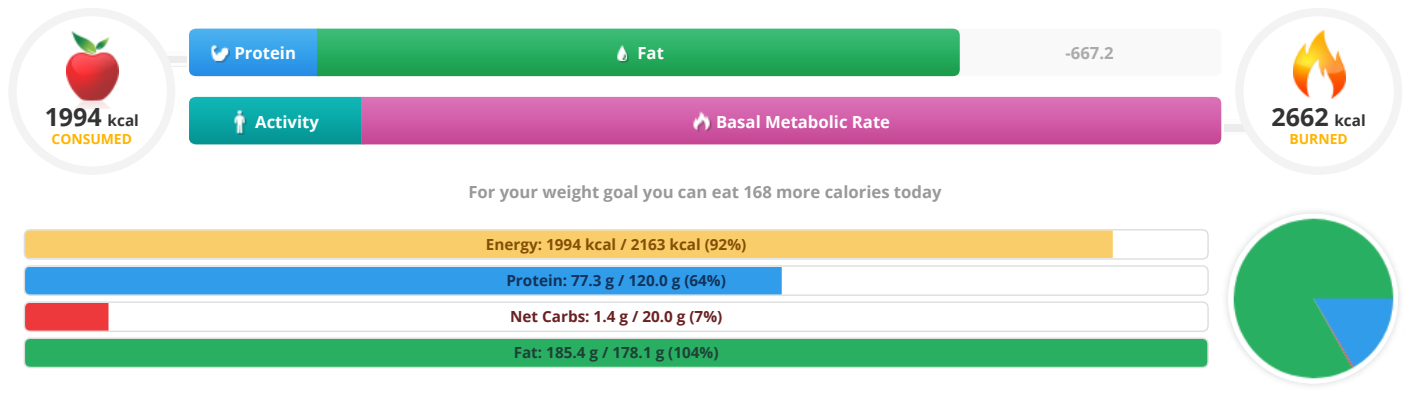 Protein
Fat
-667.2
1994 kcal
CONSUMED
2662 kcal
BURNED
Activity
Basal Metabolic Rate
For your weight goal you can eat 168 more calories today
Energy: 1994 kcal / 2163 kcal (92%)
Protein: 77.3 g / 120.0 g (64%)
Net Carbs: 1.4 g / 20.0 g (7%)
Fat: 185.4 g / 178.1 g (104%)